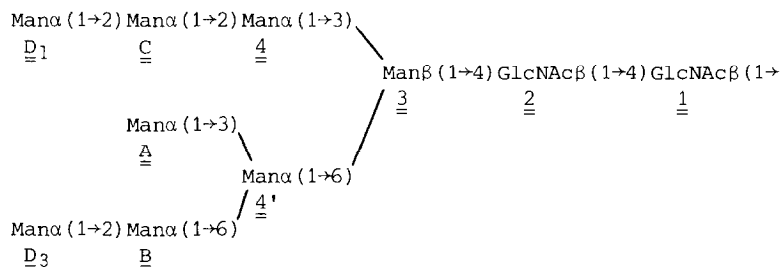 Manα(1→2)Manα(1→2)Manα(1→3)
D1 C 4
Manβ(1→4)GlcNAcβ(1→4)GlcNAcβ(1→
3 2 1
Manα(1→3)
A
Manα(1→6)
4'
Manα(1→2)Manα(1→6)
D3 B